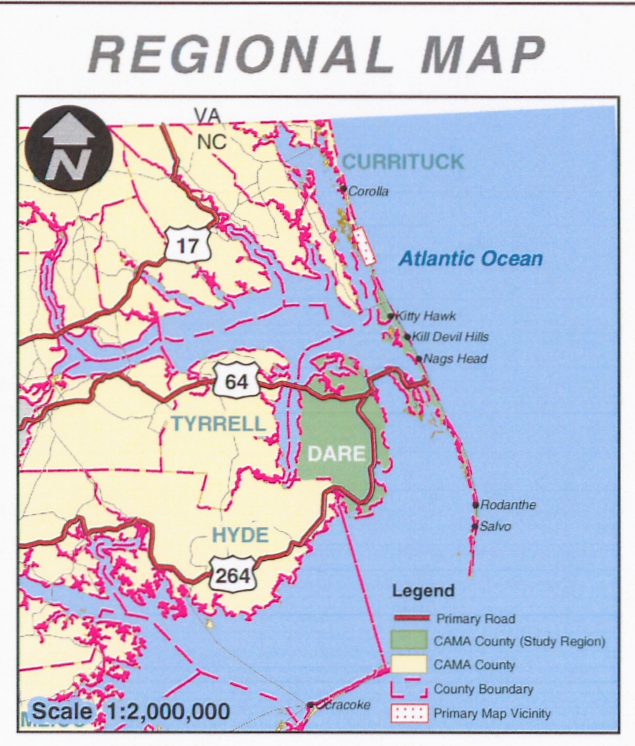 REGIONAL MAP
VA
NC
N
CURRITUCK
Corolla
17
Atlantic Ocean
Kitty Hawk
Kill Devil Hills
Nags Head
64
TYRRELL
DARE
Rodanthe
Salvo
HYDE
264
Legend
Primary Road
CAMA County (Study Region)
CAMA County
County Boundary
Primary Map Vicinity
Ocracoke
Scale 1:2,000,000